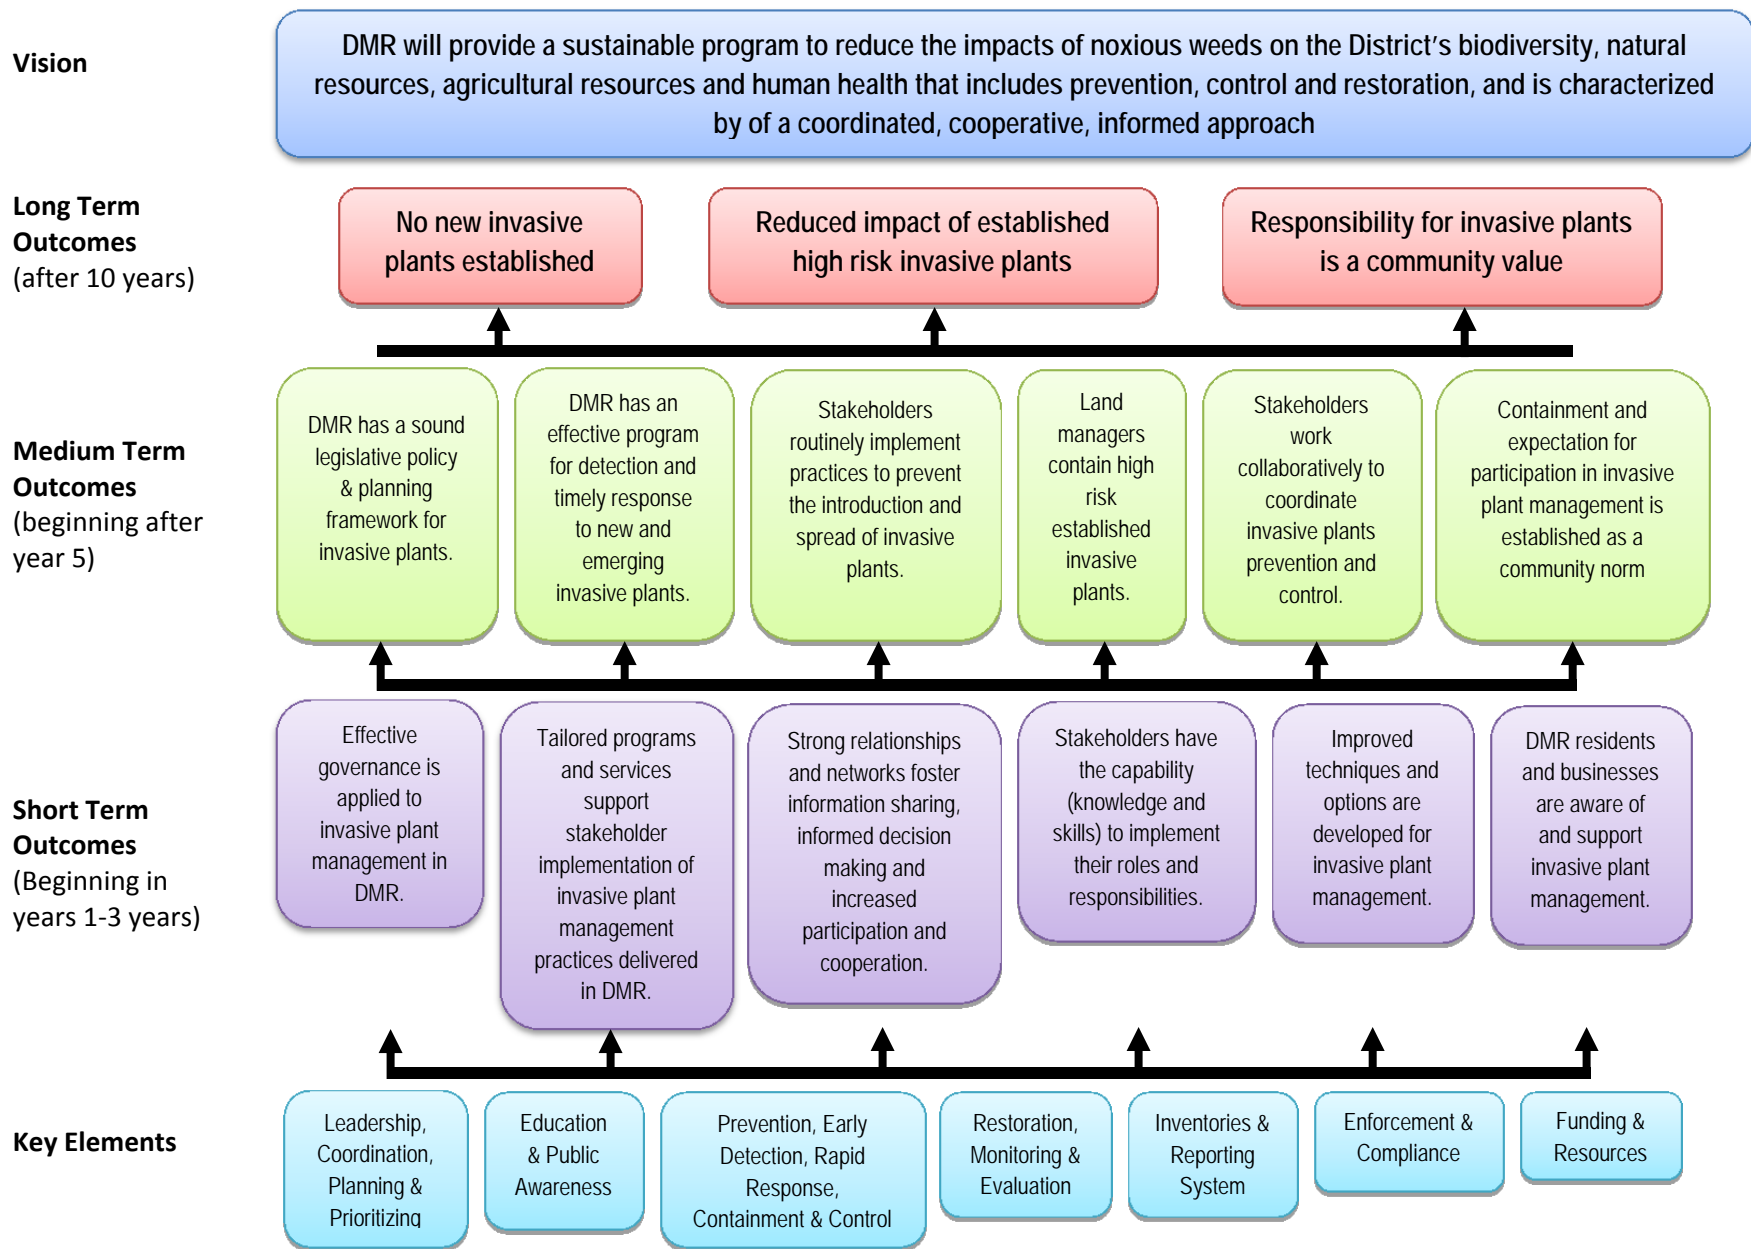 Vision
DMR will provide a sustainable program to reduce the impacts of noxious weeds on the District's biodiversity, natural
resources, agricultural resources and human health that includes prevention, control and restoration, and is characterized
by of a coordinated, cooperative, informed approach
Long Term
Outcomes
(after 10 years)
No new invasive
plants established
Reduced impact of established
high risk invasive plants
Responsibility for invasive plants
is a community value
Medium Term
Outcomes
(beginning after
year 5)
DMR has a sound
legislative policy
& planning
framework for
invasive plants.
DMR has an
effective program
for detection and
timely response
to new and
emerging
invasive plants.
Stakeholders
routinely implement
practices to prevent
the introduction and
spread of invasive
plants.
Land
managers
contain high
risk
established
invasive
plants.
Stakeholders
work
collaboratively to
coordinate
invasive plants
prevention and
control.
Containment and
expectation for
participation in invasive
plant management is
established as a
community norm
Short Term
Outcomes
(Beginning in
years 1-3 years)
Effective
governance is
applied to
invasive plant
management in
DMR.
Tailored programs
and services
support
stakeholder
implementation of
invasive plant
management
practices delivered
in DMR.
Strong relationships
and networks foster
information sharing,
informed decision
making and
increased
participation and
cooperation.
Stakeholders have
the capability
(knowledge and
skills) to implement
their roles and
responsibilities.
Improved
techniques and
options are
developed for
invasive plant
management.
DMR residents
and businesses
are aware of
and support
invasive plant
management.
Key Elements
Leadership,
Coordination,
Planning &
Prioritizing
Education
& Public
Awareness
Prevention, Early
Detection, Rapid
Response,
Containment & Control
Restoration,
Monitoring &
Evaluation
Inventories &
Reporting
System
Enforcement &
Compliance
Funding &
Resources